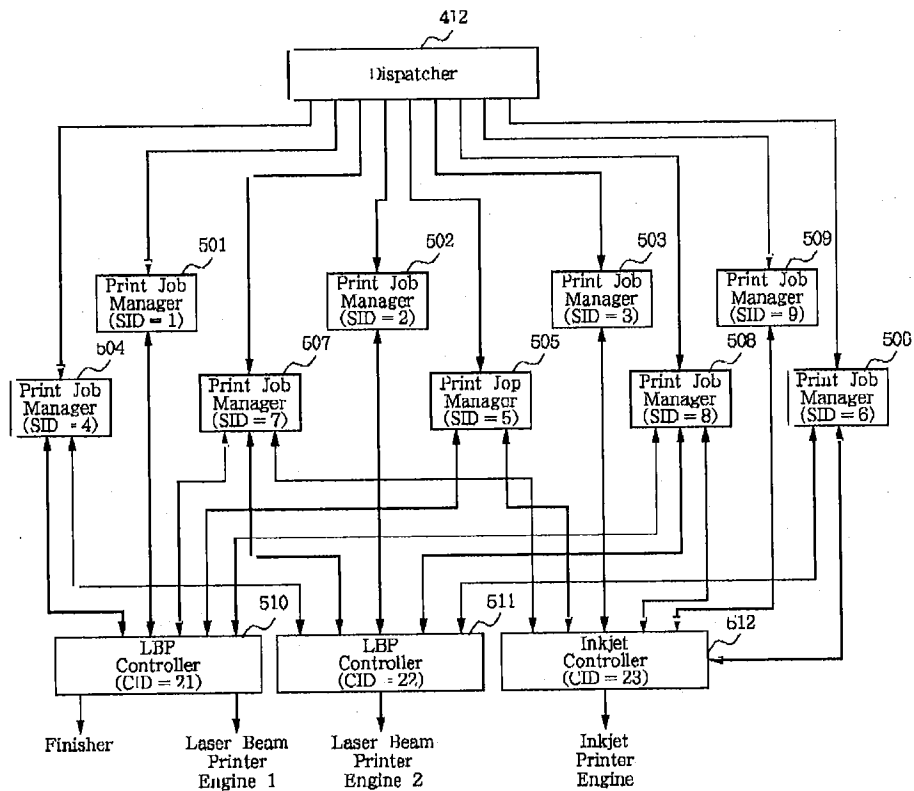 412
Dispatcher
501
502
503
509
Print Job
Manager
(SID = 1)
Print Job
Manager
(SID = 2)
Print Job
Manager
(SID = 3)
Print Job
Manager
(SID = 9)
504
507
505
508
506
Print Job
Manager
(SID = 4)
Print Job
Manager
(SID = 7)
Print Jop
Manager
(SID = 5)
Print Job
Manager
(SID = 8)
Print Job
Manager
(SID = 6)
510
511
512
LBP
Controller
(CID = 21)
LBP
Controller
(CID = 22)
Inkjet
Controller
(CID = 23)
Finisher
Laser Beam
Printer
Engine 1
Laser Beam
Printer
Engine 2
Inkjet
Printer
Engine